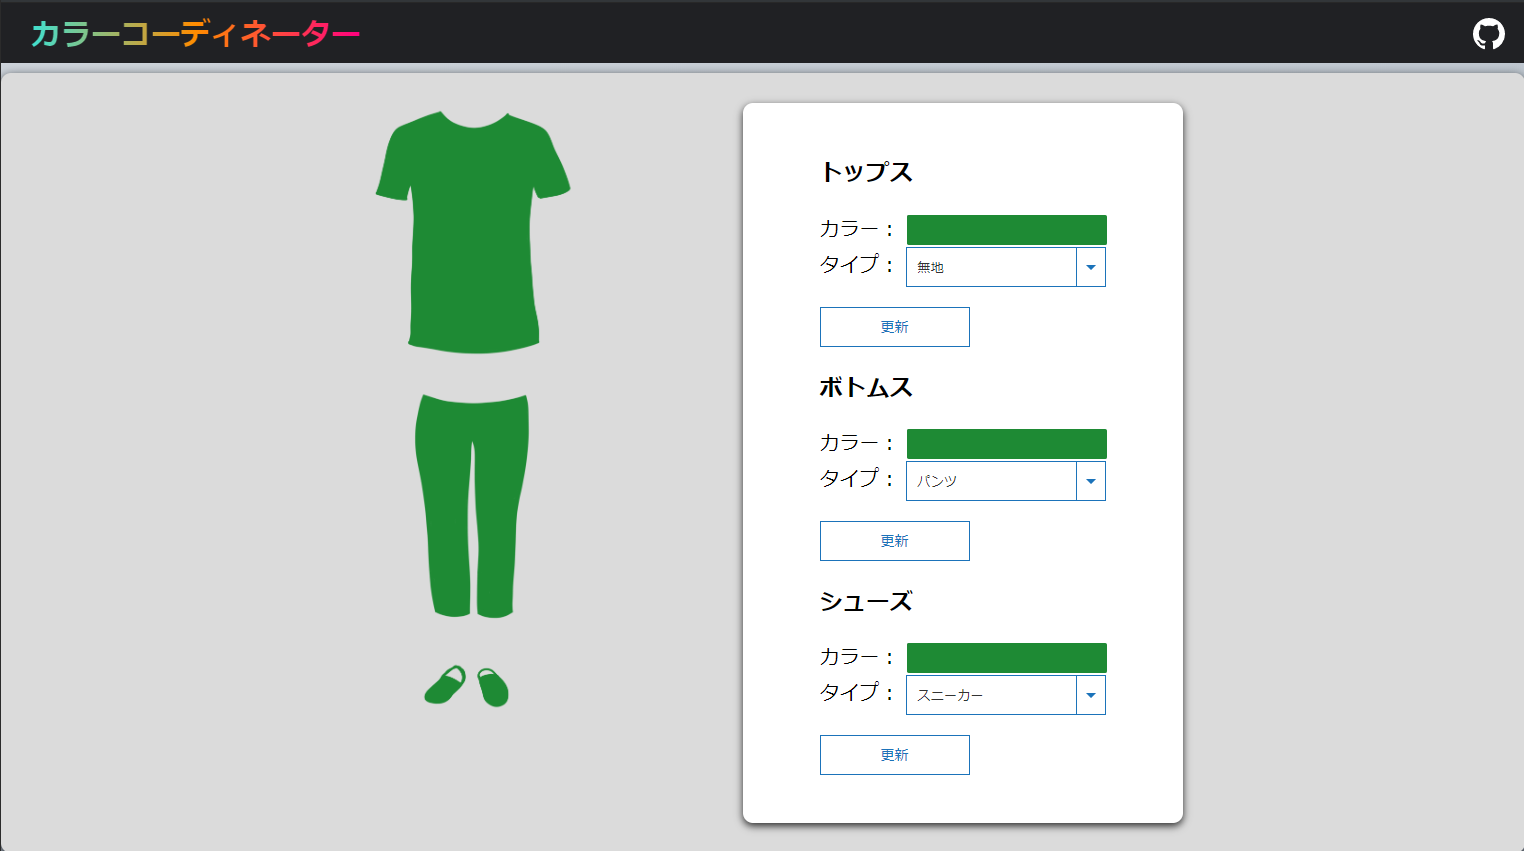 カラーコーディネーター
トップス
カラー：
タイプ： 無地
更新
ボトムス
カラー：
タイプ： パンツ
更新
シューズ
カラー：
タイプ： スニーカー
更新